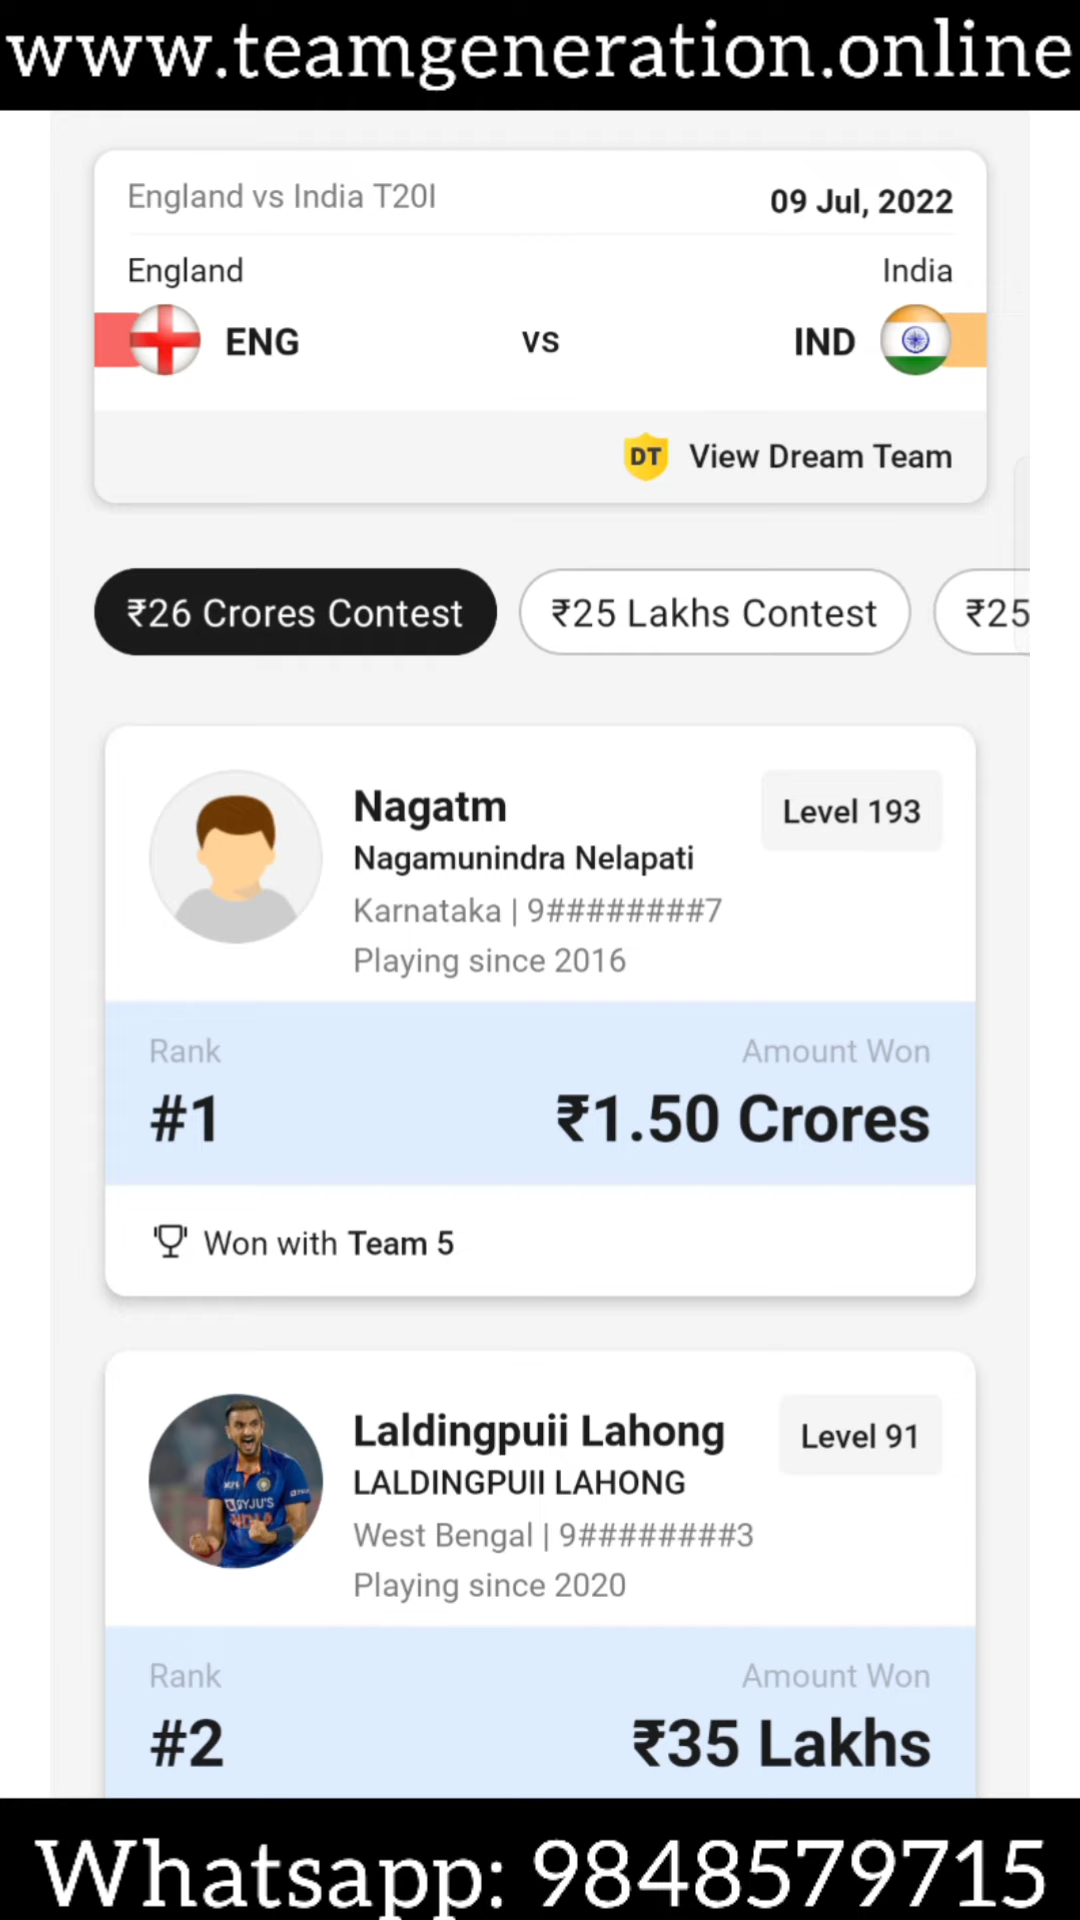 www.teamgeneration.online
England vs India T20I 09 Jul, 2022
England India
ENG vs IND
DT View Dream Team
₹26 Crores Contest ₹25 Lakhs Contest ₹25
Nagatm Level 193
Nagamunindra Nelapati
Karnataka | 9########7
Playing since 2016
Rank Amount Won
#1 ₹1.50 Crores
Won with Team 5
Laldingpuii Lahong Level 91
LALDINGPUII LAHONG
West Bengal | 9########3
Playing since 2020
BYJU'S
INDIA
Rank Amount Won
#2 ₹35 Lakhs
Whatsapp: 9848579715